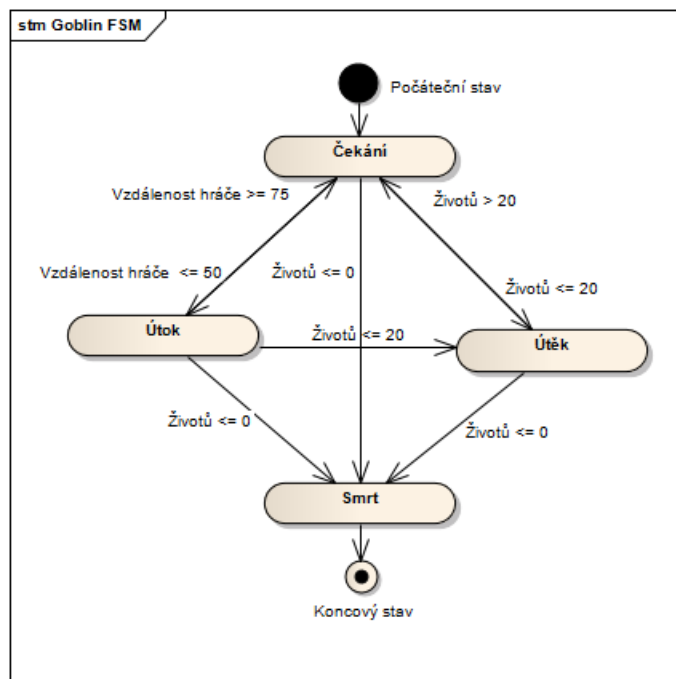 stm Goblin FSM
Počáteční stav
Čekání
Vzdálenost hráče >= 75
Životů > 20
Vzdálenost hráče <= 50
Životů <= 0
Životů <= 20
Útok
Životů <= 20
Útěk
Životů <= 0
Životů <= 0
Smrt
Koncový stav